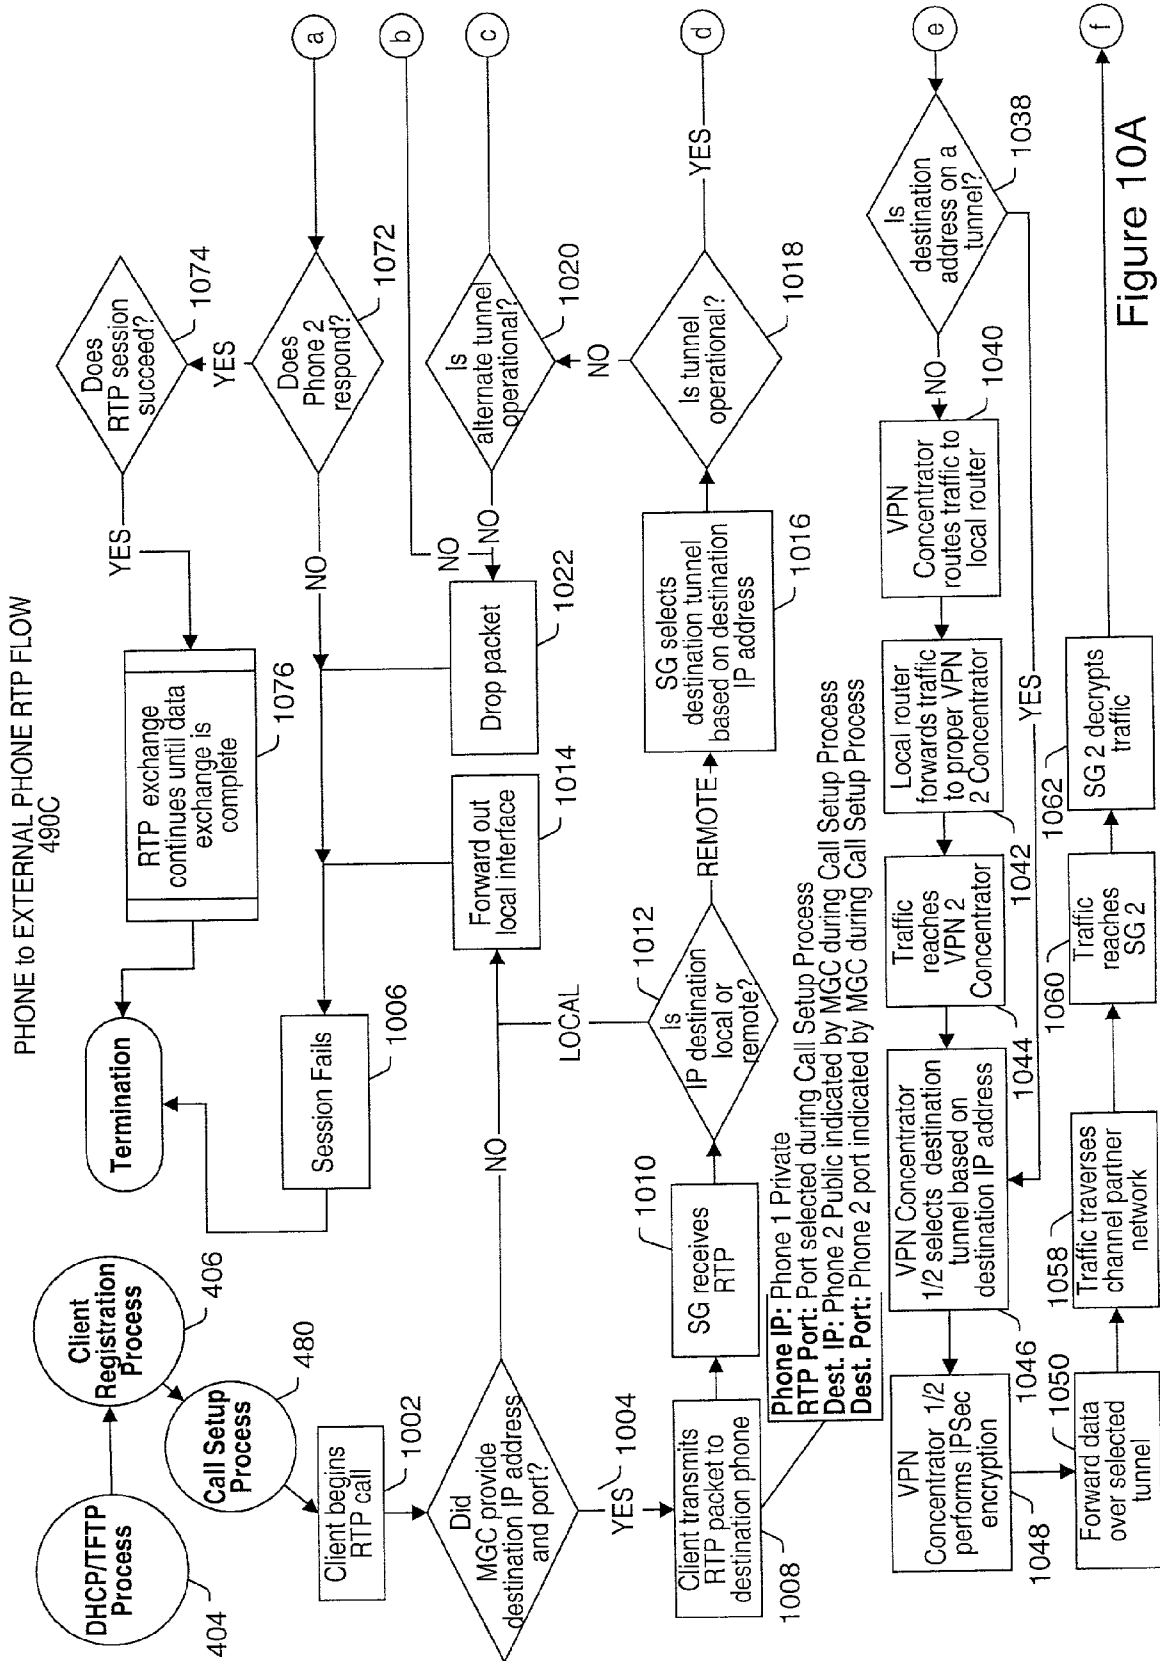 PHONE to EXTERNAL PHONE RTP FLOW
490C
DHCP/TFTP
Process
404
Client
Registration
Process
406
Call Setup
Process
480
Client begins
RTP call
1002
Did
MGC provide
destination IP address
and port?
1004
NO
YES
Termination
Session Fails
1006
RTP exchange
continues until data
exchange is
complete
1076
YES
Does
RTP session
succeed?
1074
YES
Does
Phone 2
respond?
1072
NO
a
b
c
d
Forward out
local interface
1014
Drop packet
1022
NO
NO
Is
alternate tunnel
operational?
1020
NO
Client transmits
RTP packet to
destination phone
1008
SG receives
RTP
1010
Is
IP destination
local or
remote?
1012
LOCAL
REMOTE
SG selects
destination tunnel
based on destination
IP address
1016
Is tunnel
operational?
1018
YES
Phone IP: Phone 1 Private
RTP Port: Port selected during Call Setup Process
Dest. IP: Phone 2 Public indicated by MGC during Call Setup Process
Dest. Port: Phone 2 port indicated by MGC during Call Setup Process
e
Is
destination
address on a
tunnel?
1038
NO
YES
VPN
Concentrator
routes traffic to
local router
1040
Local router
forwards traffic
to proper VPN
2 Concentrator
1042
Traffic
reaches
VPN 2
Concentrator
1044
VPN Concentrator
1/2 selects destination
tunnel based on
destination IP address
1046
VPN
Concentrator 1/2
performs IPSec
encryption
1048
Forward data
over selected
tunnel
1050
Traffic traverses
channel partner
network
1058
Traffic
reaches
SG 2
1060
SG 2 decrypts
traffic
1062
f
Figure 10A